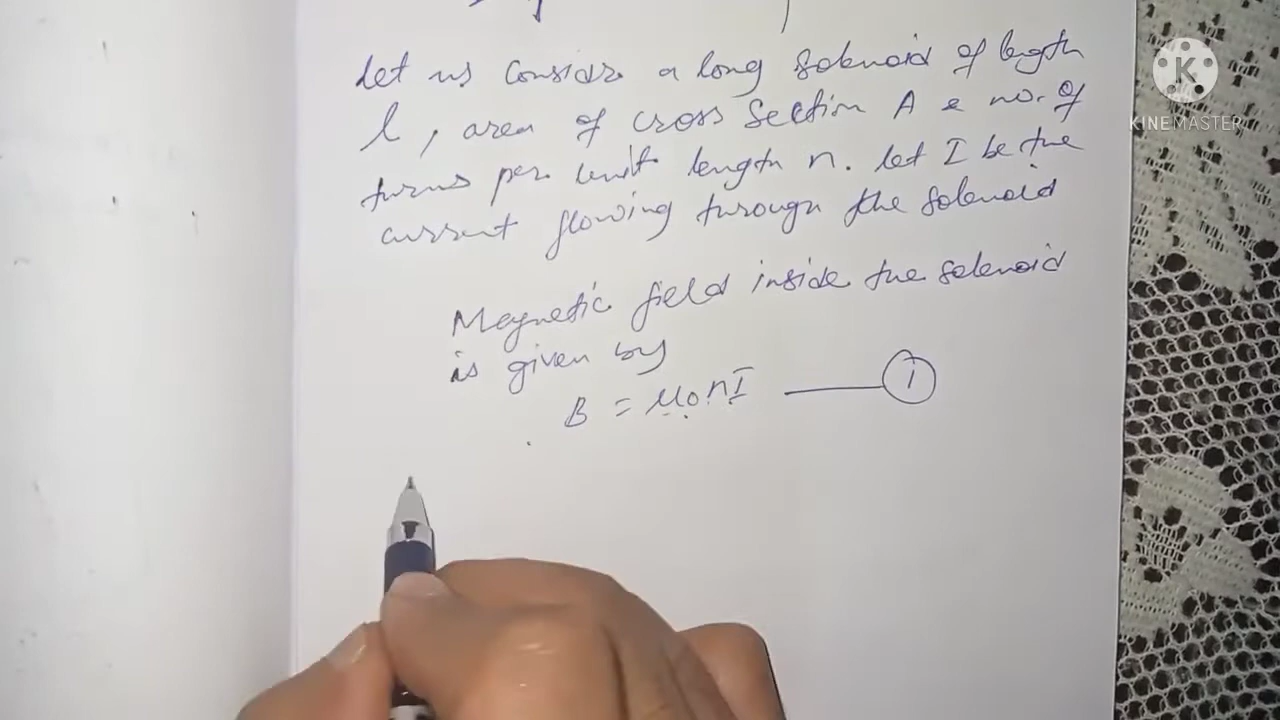 Let us Consider a long Solenoid of length
l, area of cross Section A & no. of
turns per unit length n. Let I be the
current flowing through the Solenoid
Magnetic field inside the Solenoid
is given by
B = μ0nI —— 1
K
KINEMASTER